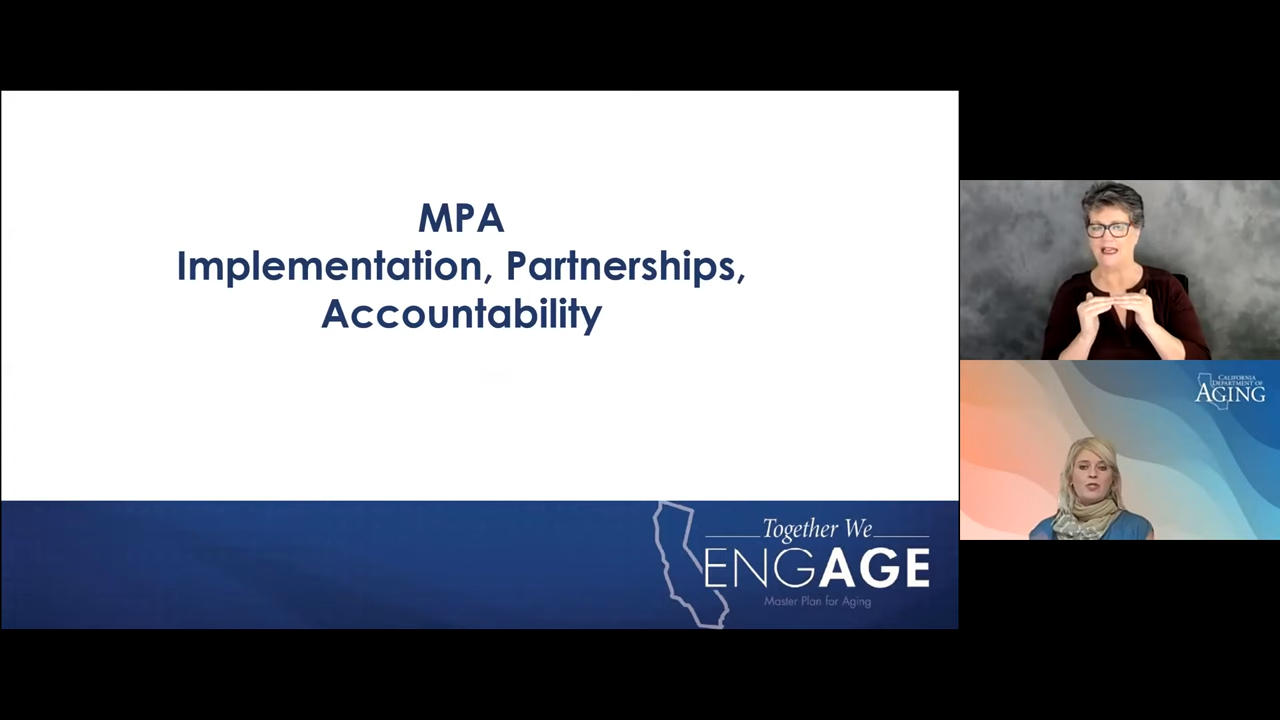 MPA
Implementation, Partnerships,
Accountability
Together We
ENGAGE
Master Plan for Aging
CALIFORNIA
DEPARTMENT OF
AGING